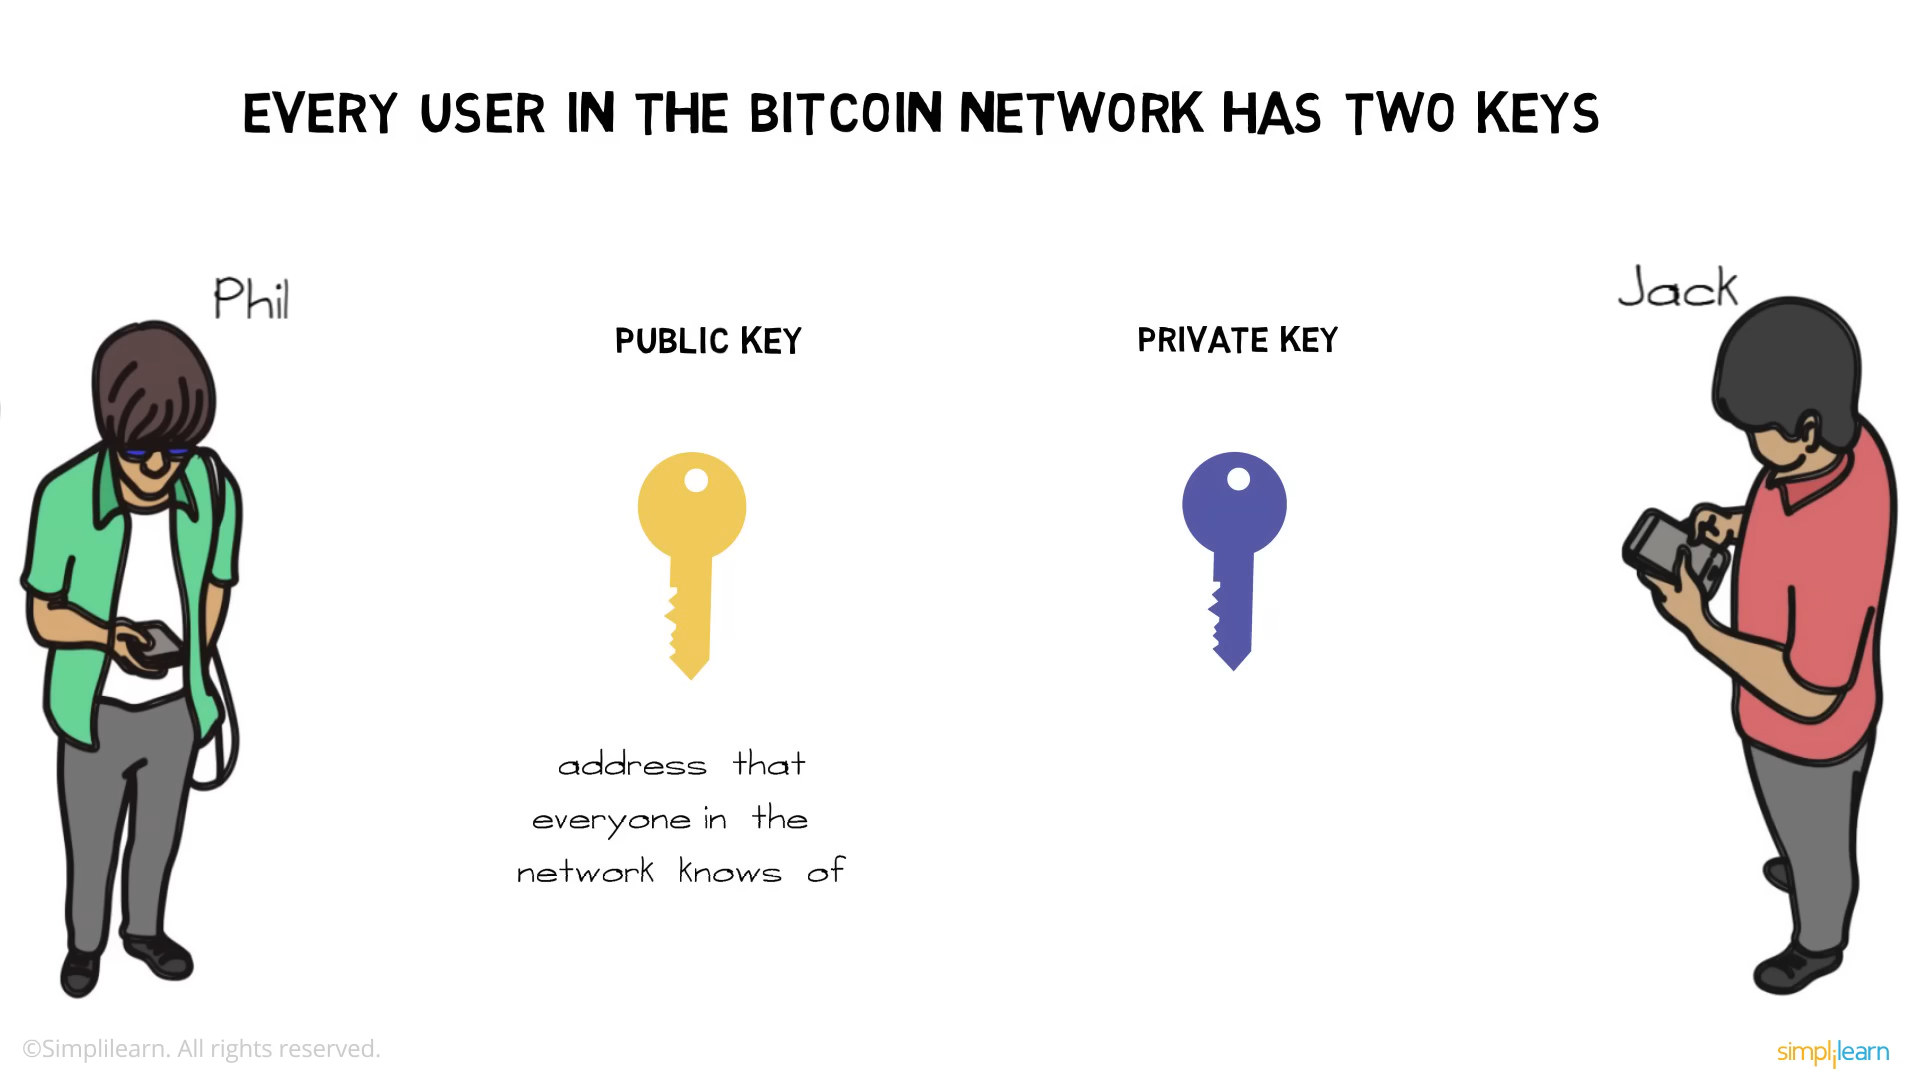 EVERY USER IN THE BITCOIN NETWORK HAS TWO KEYS
Phil
Jack
PUBLIC KEY
PRIVATE KEY
address that
everyone in the
network knows of
©Simplilearn. All rights reserved.
simplilearn